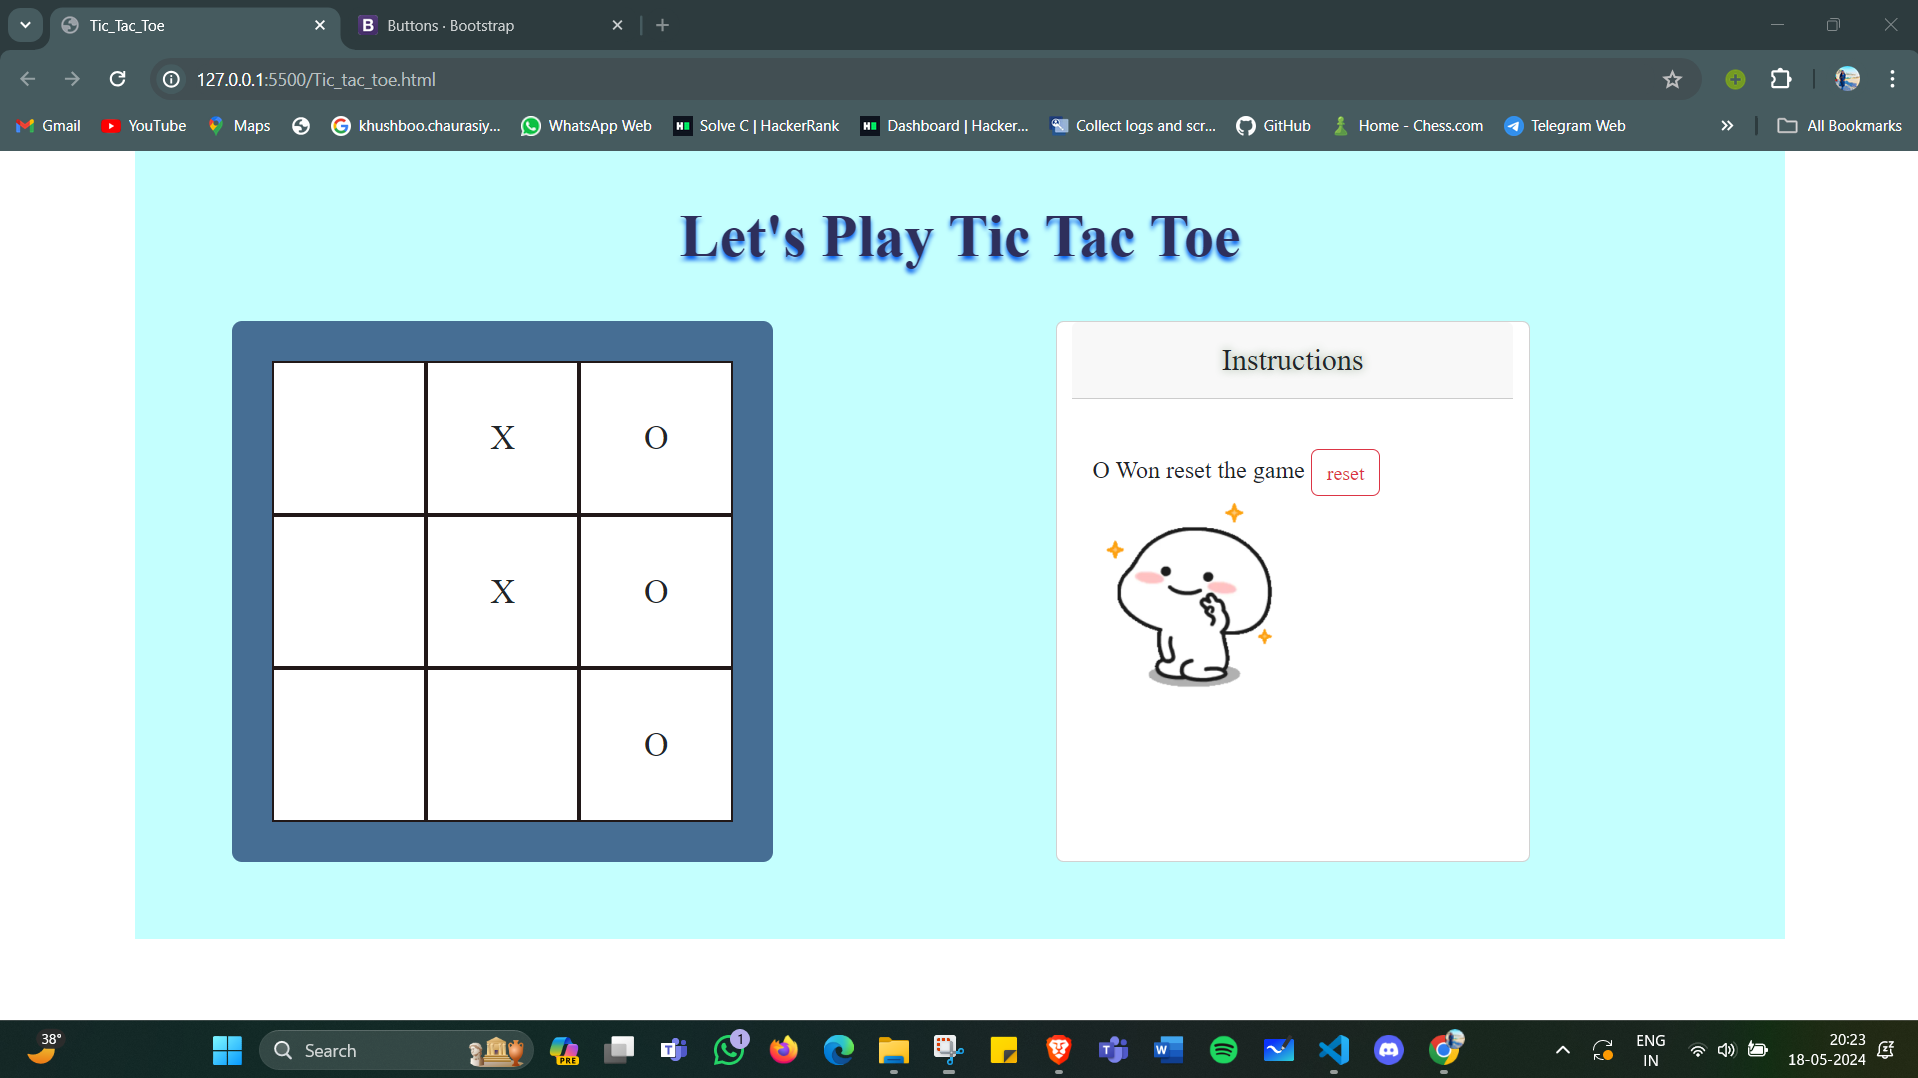 Tic_Tac_Toe
B Buttons · Bootstrap
127.0.0.1:5500/Tic_tac_toe.html
Gmail YouTube Maps khushboo.chaurasiy... WhatsApp Web Solve C | HackerRank Dashboard | Hacker... Collect logs and scr... GitHub Home - Chess.com Telegram Web All Bookmarks
Let's Play Tic Tac Toe
X O
X O
O
Instructions
O Won reset the game reset
38°
Search
PRE
1
ENG
IN
20:23
18-05-2024